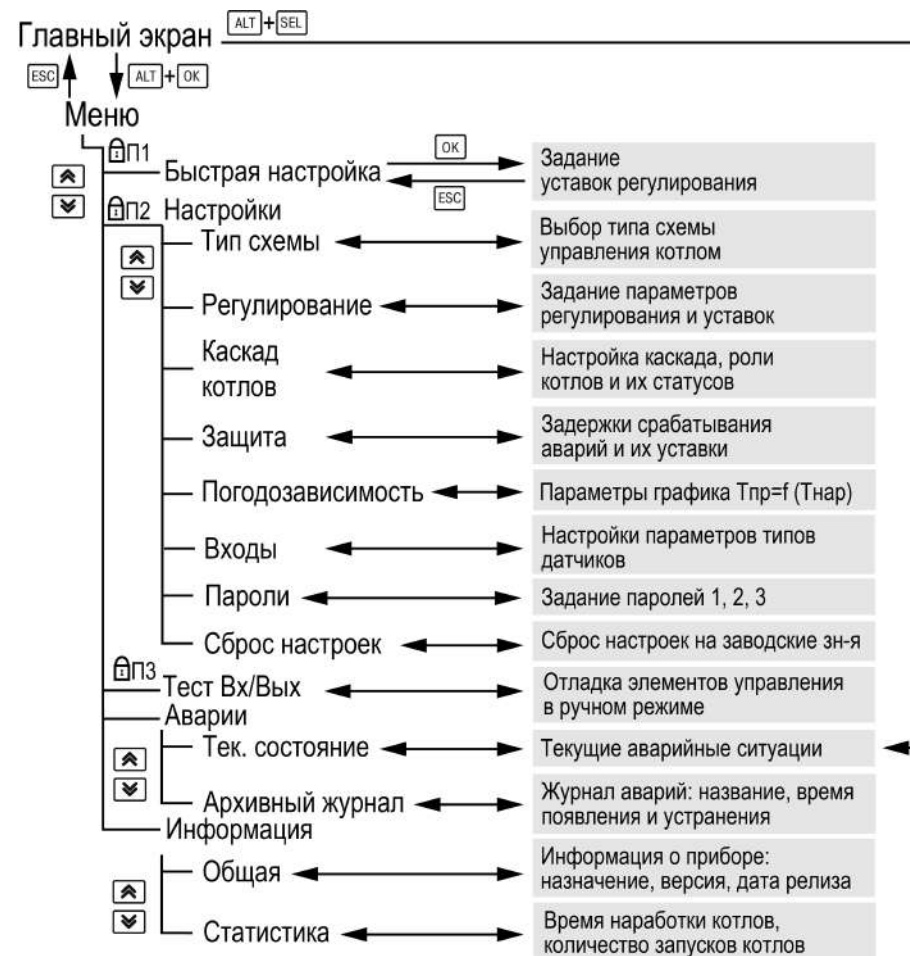 Главный экран ALT+SEL
ESC ALT+OK
Меню
П1
Быстрая настройка OK ESC Задание
уставок регулирования
П2 Настройки
Тип схемы Выбор типа схемы
управления котлом
Регулирование Задание параметров
регулирования и уставок
Каскад
котлов
Настройка каскада, роли
котлов и их статусов
Защита Задержки срабатывания
аварий и их уставки
Погодозависимость Параметры графика Тпр=f (Тнар)
Входы Настройки параметров типов
датчиков
Пароли Задание паролей 1, 2, 3
Сброс настроек Сброс настроек на заводские зн-я
П3
Тест Вх/Вых Отладка элементов управления
в ручном режиме
Аварии
Тек. состояние Текущие аварийные ситуации
Архивный журнал Журнал аварий: название, время
появления и устранения
Информация
Общая Информация о приборе:
назначение, версия, дата релиза
Статистика Время наработки котлов,
количество запусков котлов